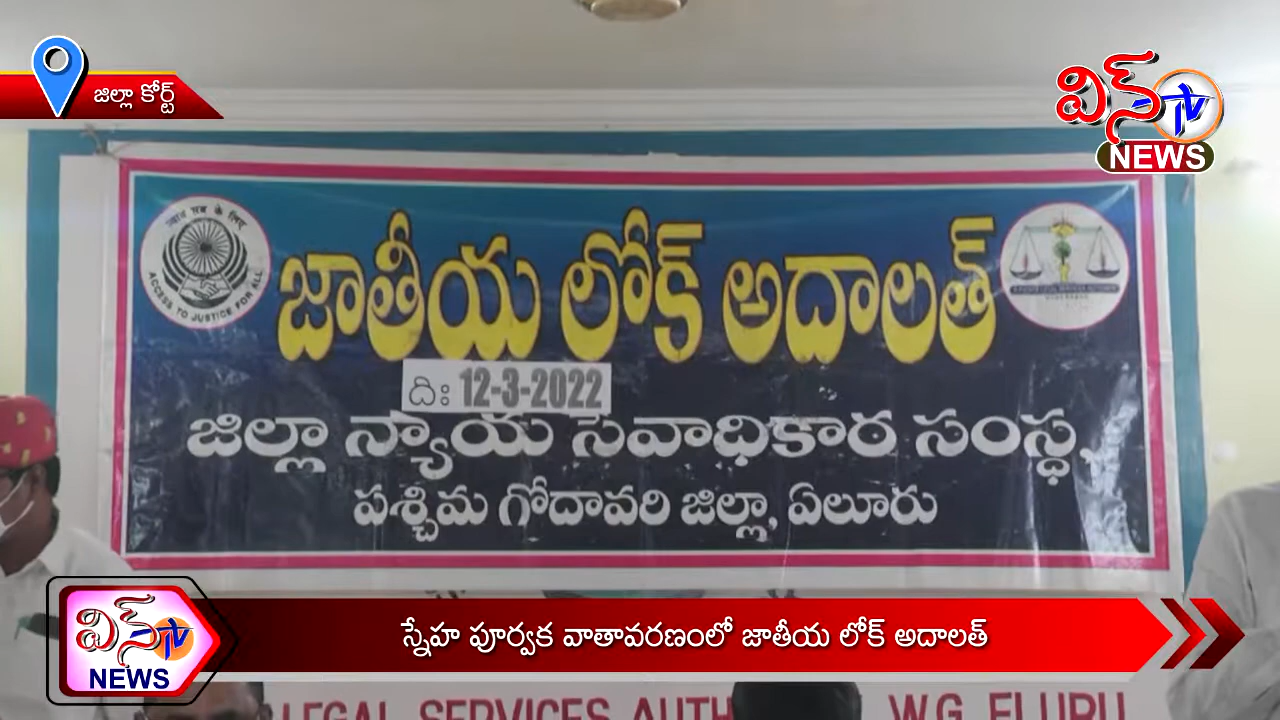 జిల్లా కోర్ట్
విన్ TV
NEWS
న్యాయ సబ కే लिए
ACCESS TO JUSTICE FOR ALL
జాతీయ లోక్ అదాలత్
ది: 12-3-2022
జిల్లా న్యాయ సేవాధికార సంస్థ,
పశ్చిమ గోదావరి జిల్లా, ఏలూరు
విన్ TV
NEWS
స్నేహ పూర్వక వాతావరణంలో జాతీయ లోక్ అదాలత్
LEGAL SERVICES AUTH W.G. ELURU